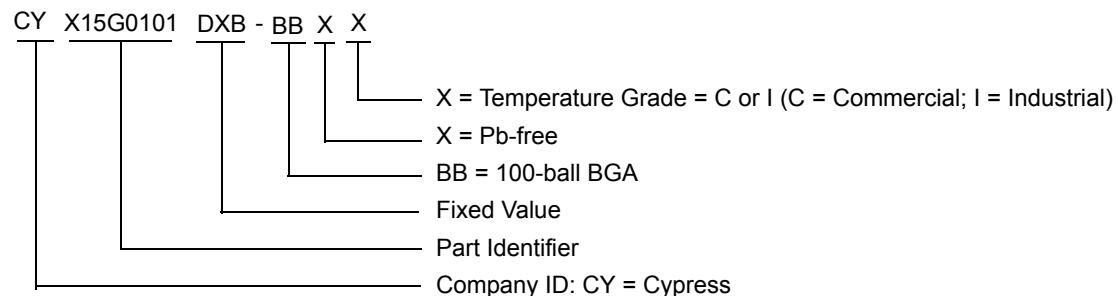 CY X15G0101 DXB - BB X X
X = Temperature Grade = C or I (C = Commercial; I = Industrial)
X = Pb-free
BB = 100-ball BGA
Fixed Value
Part Identifier
Company ID: CY = Cypress